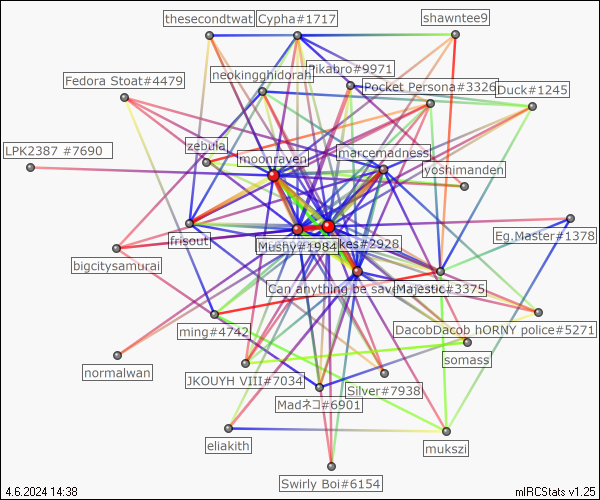 thesecondtwat
Cypha#1717
shawntee9
Pikabro#9971
neokingghidorah
Fedora Stoat#4479
Pocket Persona#3326
Duck#1245
zebula
LPK2387 #7690
marcemadness
moonraven
yoshimanden
Eg.Master#1378
frisout
Mushy#1984
kes#2928
bigcitysamurai
Can anything be save
Majestic#3375
ming#4742
DacobDacob hORNY police#5271
somass
normalwan
JKOUYH VIII#7034
Silver#7938
Madネコ#6901
eliakith
mukszi
Swirly Boi#6154
4.6.2024 14:38
mIRCStats v1.25